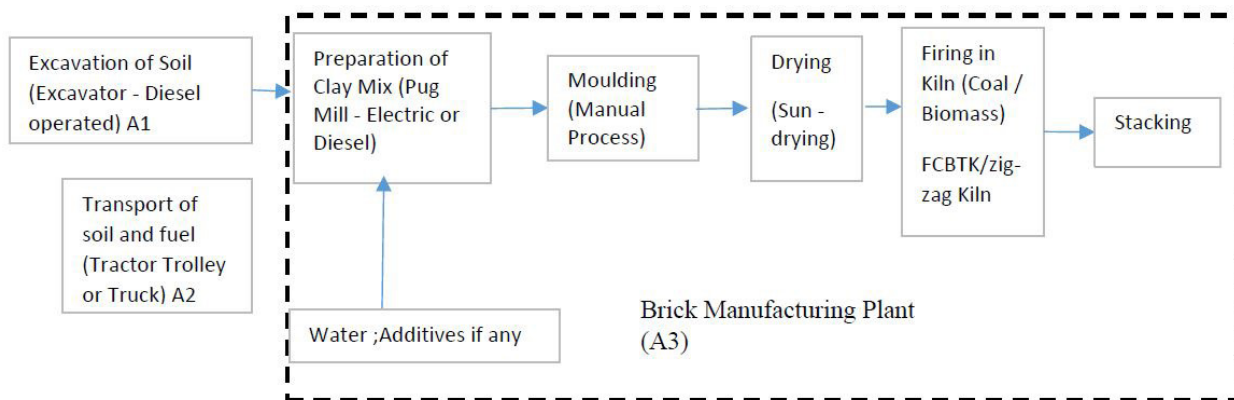 Excavation of Soil
(Excavator - Diesel
operated) A1
Transport of
soil and fuel
(Tractor Trolley
or Truck) A2
Preparation of
Clay Mix (Pug
Mill - Electric or
Diesel)
Water ;Additives if any
Moulding
(Manual
Process)
Drying
(Sun -
drying)
Firing in
Kiln (Coal /
Biomass)
FCBTK/zig-
zag Kiln
Stacking
Brick Manufacturing Plant
(A3)